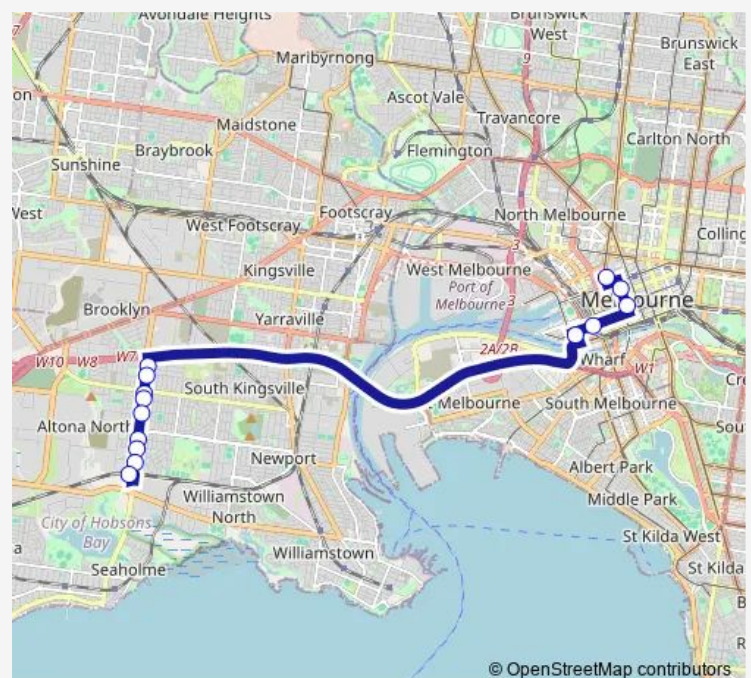 Avondale Heights
Brunswick
West
Maribyrnong
Brunswick
East
on
Ascot Vale
Maidstone
Travancore
Carlton North
Braybrook
Flemington
Sunshine
West
Footscray
North Melbourne
West Footscray
Colling
Kingsville
West Melbourne
Port of
Melbourne
Melbourne
Brooklyn
Yarraville
W10 W8 W7
2A/2B
Wharf
W1
South Kingsville
Melbourne
South Melbourne
Altona North
Newport
Albert Park
Middle Park
Williamstown
North
City of Hobsons
Bay
St Kilda West
Williamstown
Seaholme
St Kilda
© OpenStreetMap contributors